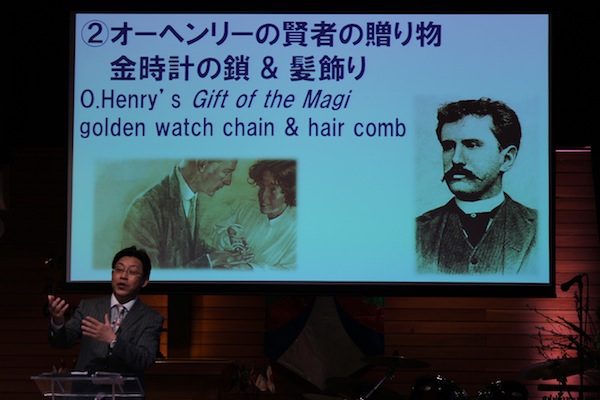 ②オーヘンリーの賢者の贈り物
金時計の鎖 & 髪飾り
O.Henry's Gift of the Magi
golden watch chain & hair comb